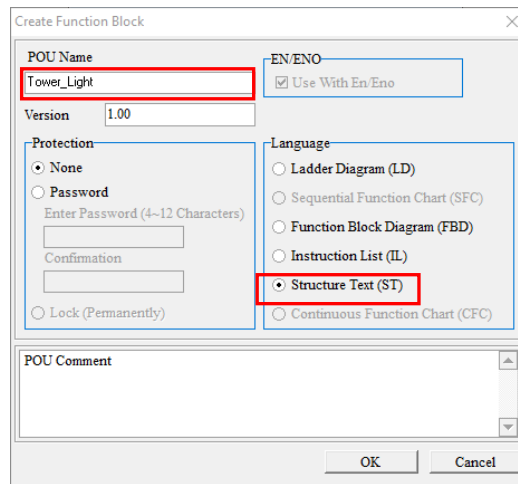 Create Function Block
POU Name
Tower_Light
Version 1.00
EN/ENO
Use With En/Eno
Protection
None
Password
Enter Password (4~12 Characters)
Confirmation
Lock (Permanently)
Language
Ladder Diagram (LD)
Sequential Function Chart (SFC)
Function Block Diagram (FBD)
Instruction List (IL)
Structure Text (ST)
Continuous Function Chart (CFC)
POU Comment
OK Cancel